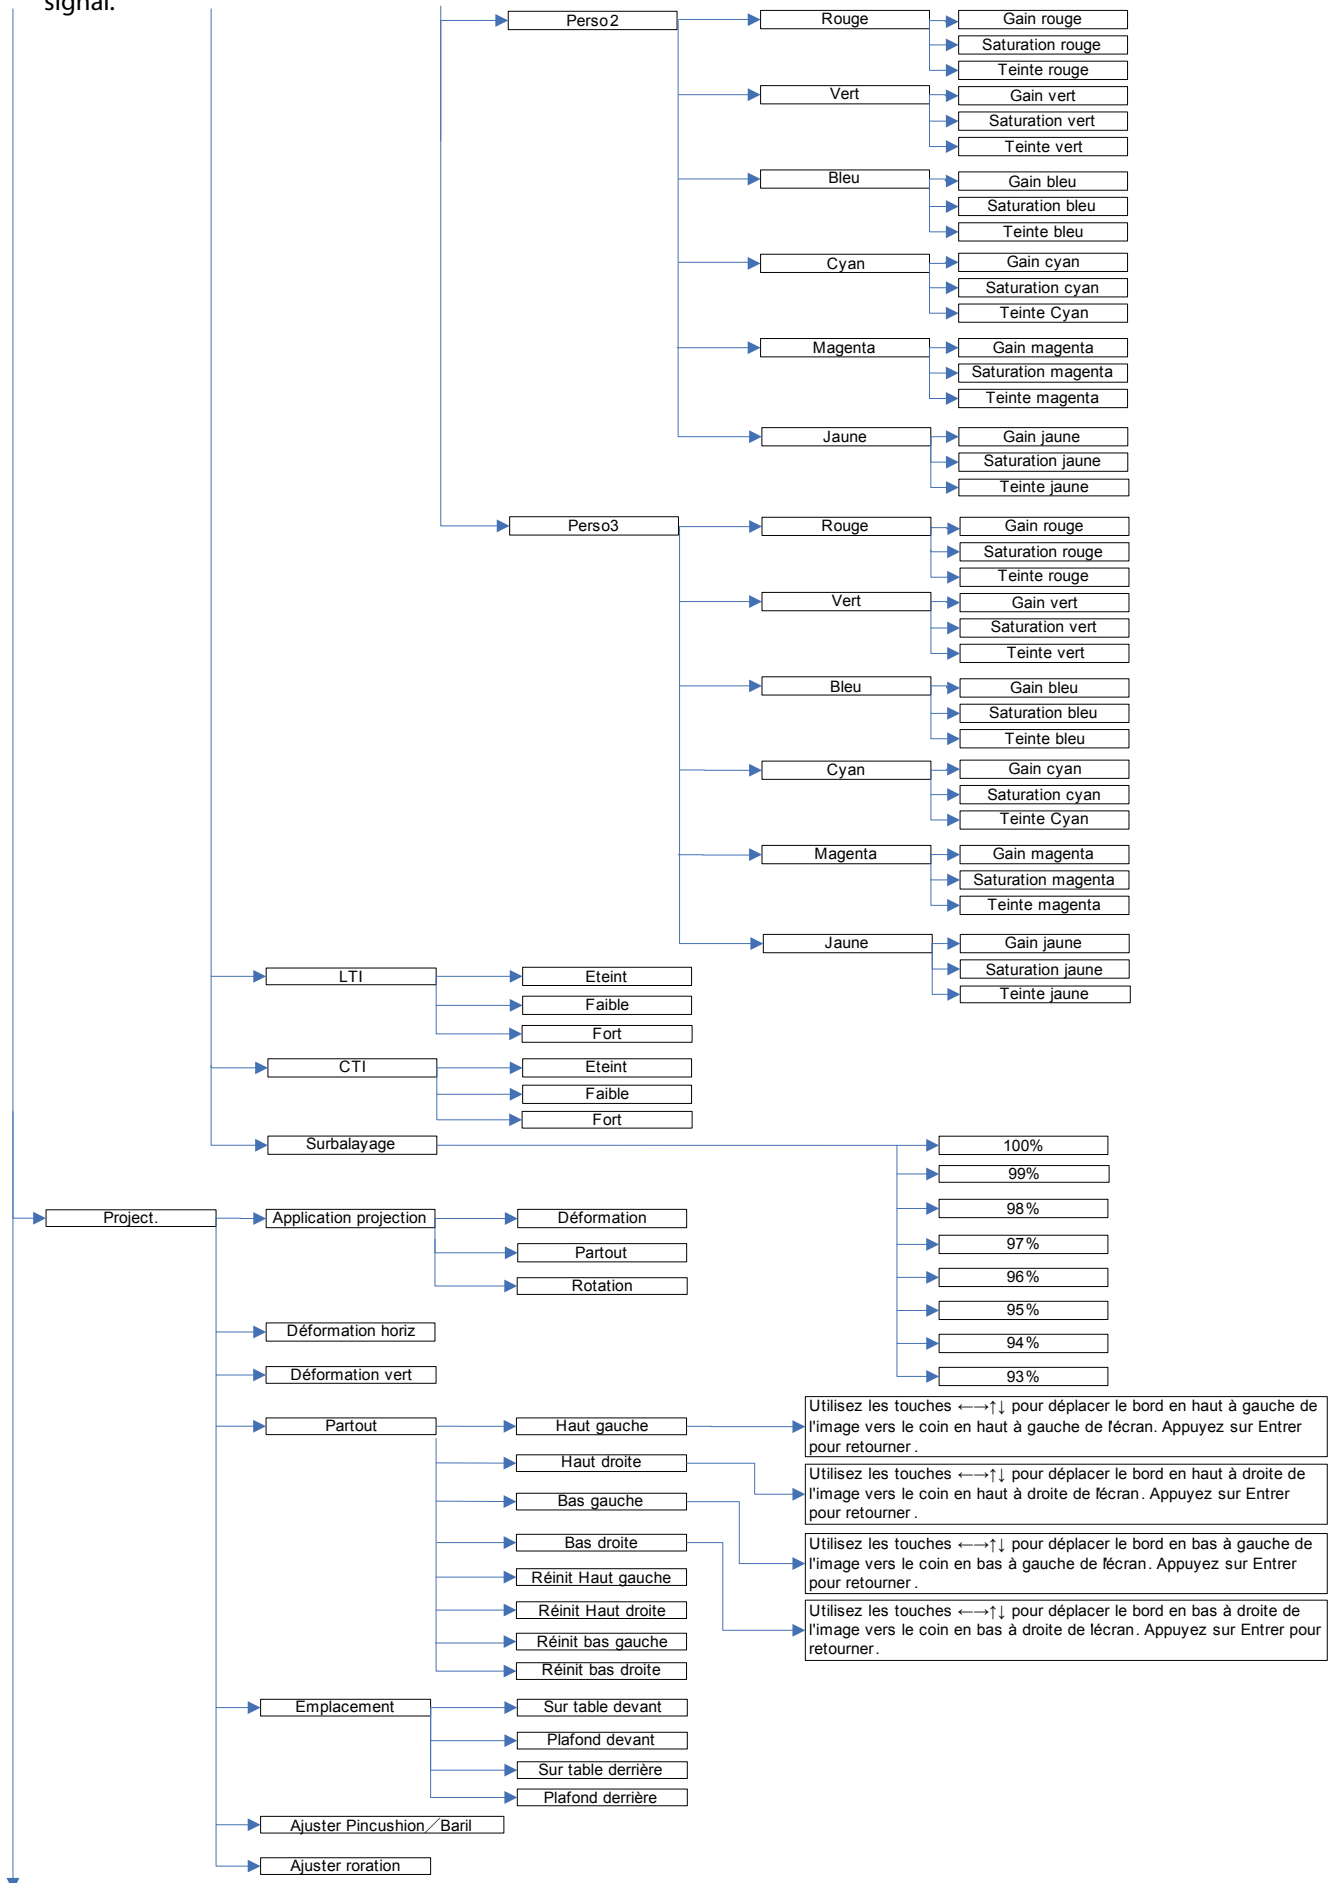 signal.
Perso2
Rouge
Gain rouge
Saturation rouge
Teinte rouge
Vert
Gain vert
Saturation vert
Teinte vert
Bleu
Gain bleu
Saturation bleu
Teinte bleu
Cyan
Gain cyan
Saturation cyan
Teinte Cyan
Magenta
Gain magenta
Saturation magenta
Teinte magenta
Jaune
Gain jaune
Saturation jaune
Teinte jaune
Perso3
Rouge
Gain rouge
Saturation rouge
Teinte rouge
Vert
Gain vert
Saturation vert
Teinte vert
Bleu
Gain bleu
Saturation bleu
Teinte bleu
Cyan
Gain cyan
Saturation cyan
Teinte Cyan
Magenta
Gain magenta
Saturation magenta
Teinte magenta
Jaune
Gain jaune
Saturation jaune
Teinte jaune
LTI
Eteint
Faible
Fort
CTI
Eteint
Faible
Fort
Surbalayage
100%
99%
98%
97%
96%
95%
94%
93%
Project.
Application projection
Déformation
Partout
Rotation
Déformation horiz
Déformation vert
Partout
Haut gauche
Utilisez les touches ←→↑↓ pour déplacer le bord en haut à gauche de
l'image vers le coin en haut à gauche de l'écran. Appuyez sur Entrer
pour retourner.
Haut droite
Utilisez les touches ←→↑↓ pour déplacer le bord en haut à droite de
l'image vers le coin en haut à droite de l'écran. Appuyez sur Entrer
pour retourner.
Bas gauche
Utilisez les touches ←→↑↓ pour déplacer le bord en bas à gauche de
l'image vers le coin en bas à gauche de l'écran. Appuyez sur Entrer
pour retourner.
Bas droite
Utilisez les touches ←→↑↓ pour déplacer le bord en bas à droite de
l'image vers le coin en bas à droite de l'écran. Appuyez sur Entrer pour
retourner.
Réinit Haut gauche
Réinit Haut droite
Réinit bas gauche
Réinit bas droite
Emplacement
Sur table devant
Plafond devant
Sur table derrière
Plafond derrière
Ajuster Pincushion／Baril
Ajuster roration